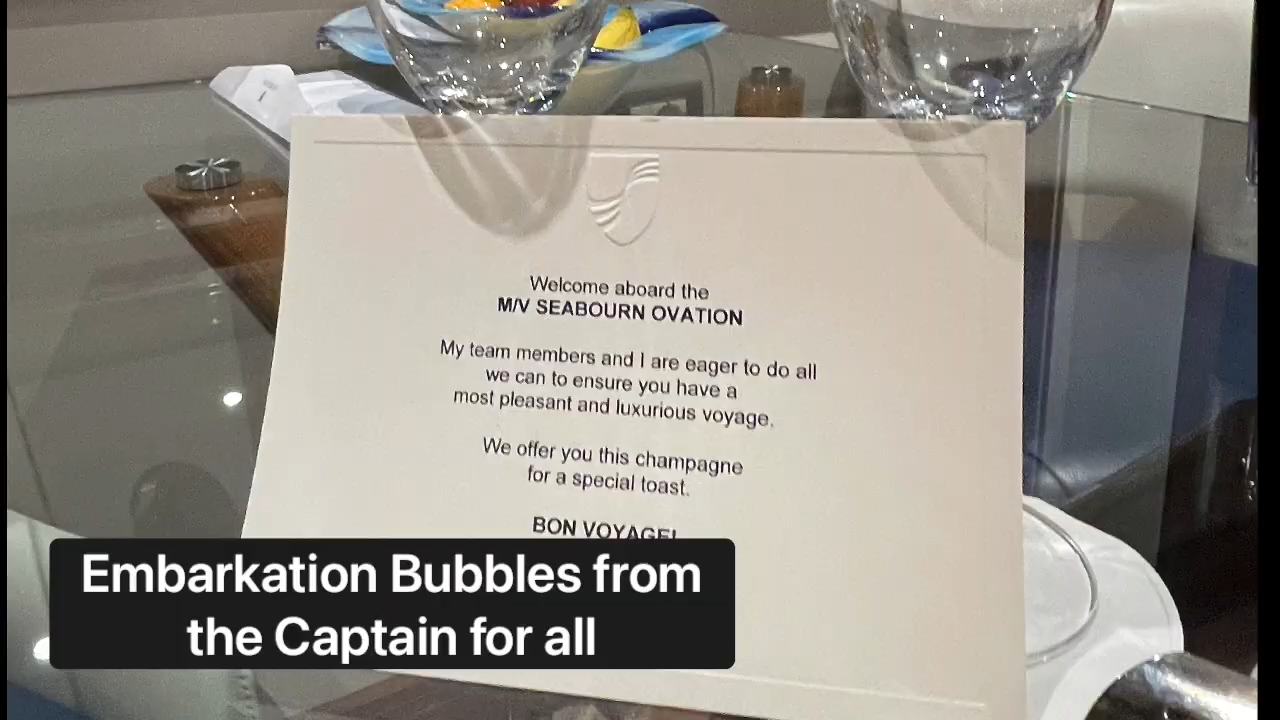 Welcome aboard the
M/V SEABOURN OVATION
My team members and I are eager to do all
we can to ensure you have a
most pleasant and luxurious voyage.
We offer you this champagne
for a special toast.
BON VOYAGE!
Embarkation Bubbles from
the Captain for all